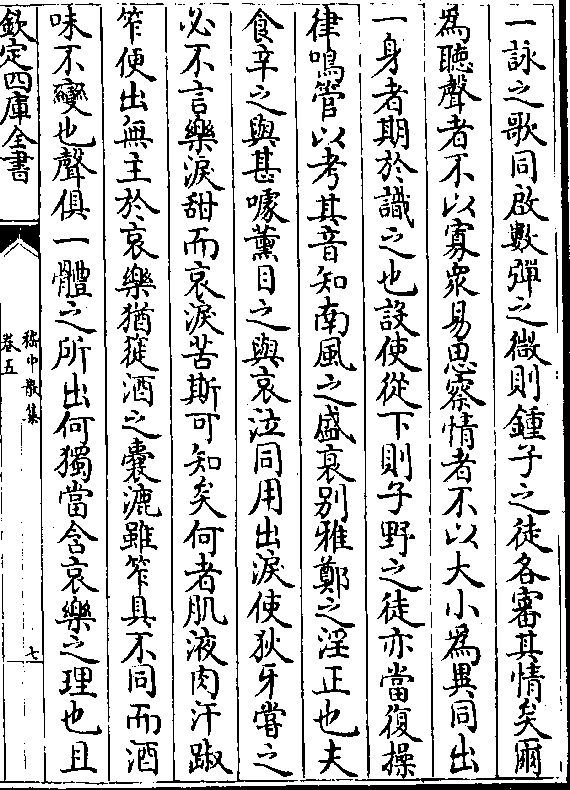 一詠之歌同啟數彈之微則鍾子之徒各審其情矣爾
為聽聲者不以寡衆易思察情者不以大小為異同出
一身者期於識之也設使從下則子野之徒亦當復操
律鳴管以考其音知南風之盛衰别雅鄭之淫正也夫
食辛之與甚噱薰目之與哀泣同用出淚使狄牙嘗之
必不言樂淚甜而哀淚苦斯可知矣何者肌液肉汗踧
笮便出無主於哀樂猶簁酒之囊漉雖笮具不同而酒
味不變也聲俱一體之所出何獨當含哀樂之理也且
欽定四庫全書
嵇中散集
卷五
七